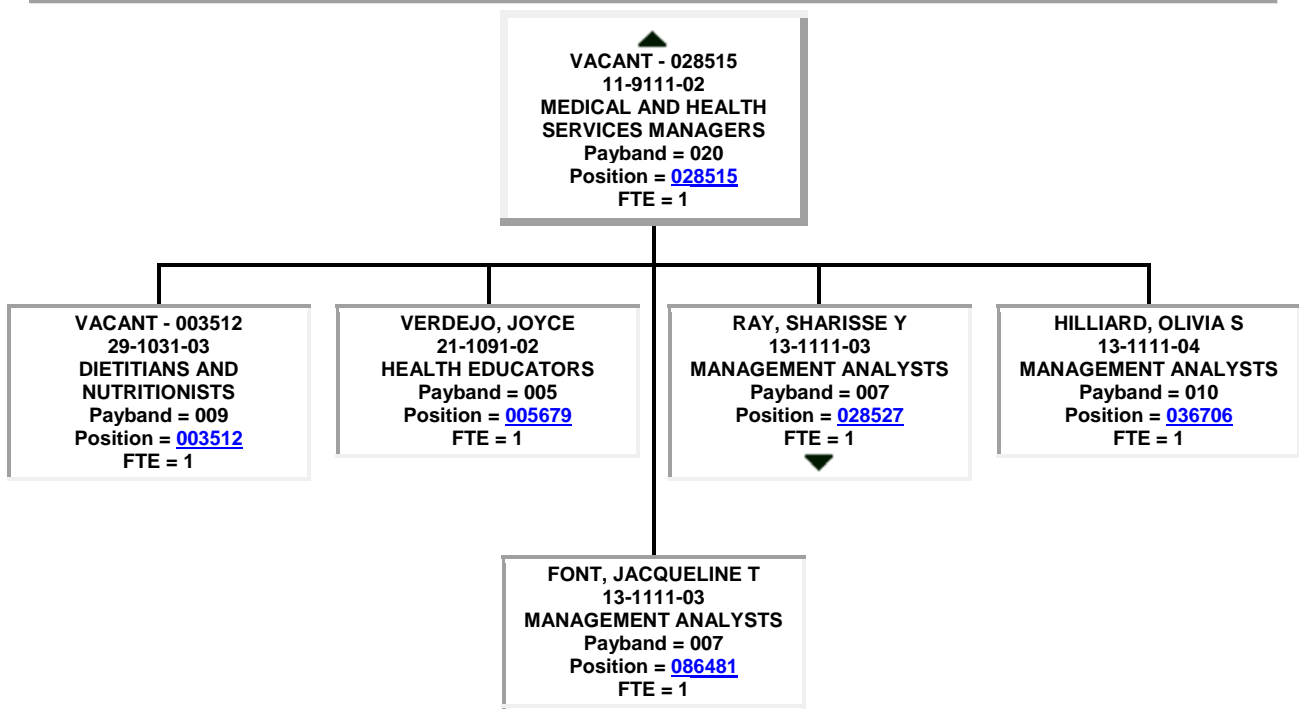 VACANT - 028515
11-9111-02
MEDICAL AND HEALTH
SERVICES MANAGERS
Payband = 020
Position = 028515
FTE = 1
VACANT - 003512
29-1031-03
DIETITIANS AND
NUTRITIONISTS
Payband = 009
Position = 003512
FTE = 1
VERDEJO, JOYCE
21-1091-02
HEALTH EDUCATORS
Payband = 005
Position = 005679
FTE = 1
RAY, SHARISSE Y
13-1111-03
MANAGEMENT ANALYSTS
Payband = 007
Position = 028527
FTE = 1
HILLIARD, OLIVIA S
13-1111-04
MANAGEMENT ANALYSTS
Payband = 010
Position = 036706
FTE = 1
FONT, JACQUELINE T
13-1111-03
MANAGEMENT ANALYSTS
Payband = 007
Position = 086481
FTE = 1